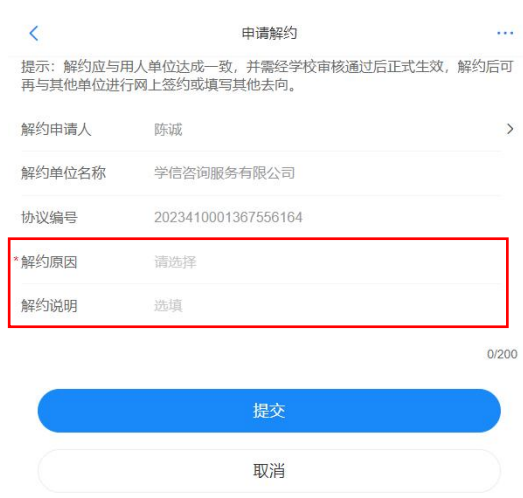 申请解约
提示：解约应与用人单位达成一致，并需经学校审核通过后正式生效，解约后可
再与其他单位进行网上签约或填写其他去向。
解约申请人 陈诚
解约单位名称 学信咨询服务有限公司
协议编号 2023410001367556164
*解约原因 请选择
解约说明 选填
0/200
提交
取消